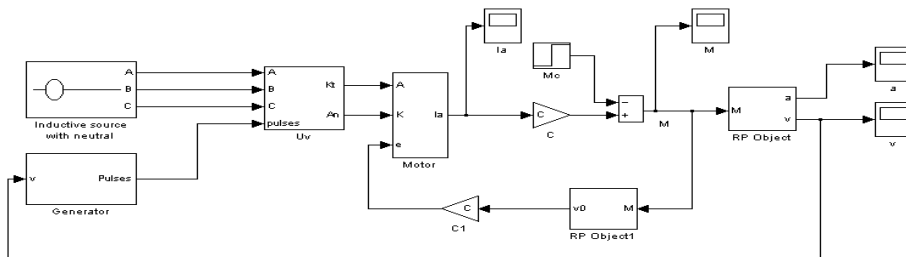 A
B
C
Inductive source
with neutral
v
Pulses
Generator
A
B
C
pulses
Kt
An
Uv
A
K
e
Ia
Motor
Ia
Mc
C
C
M
M
M
a
v
RP Object
a
v
C
C1
v0
M
RP Object1